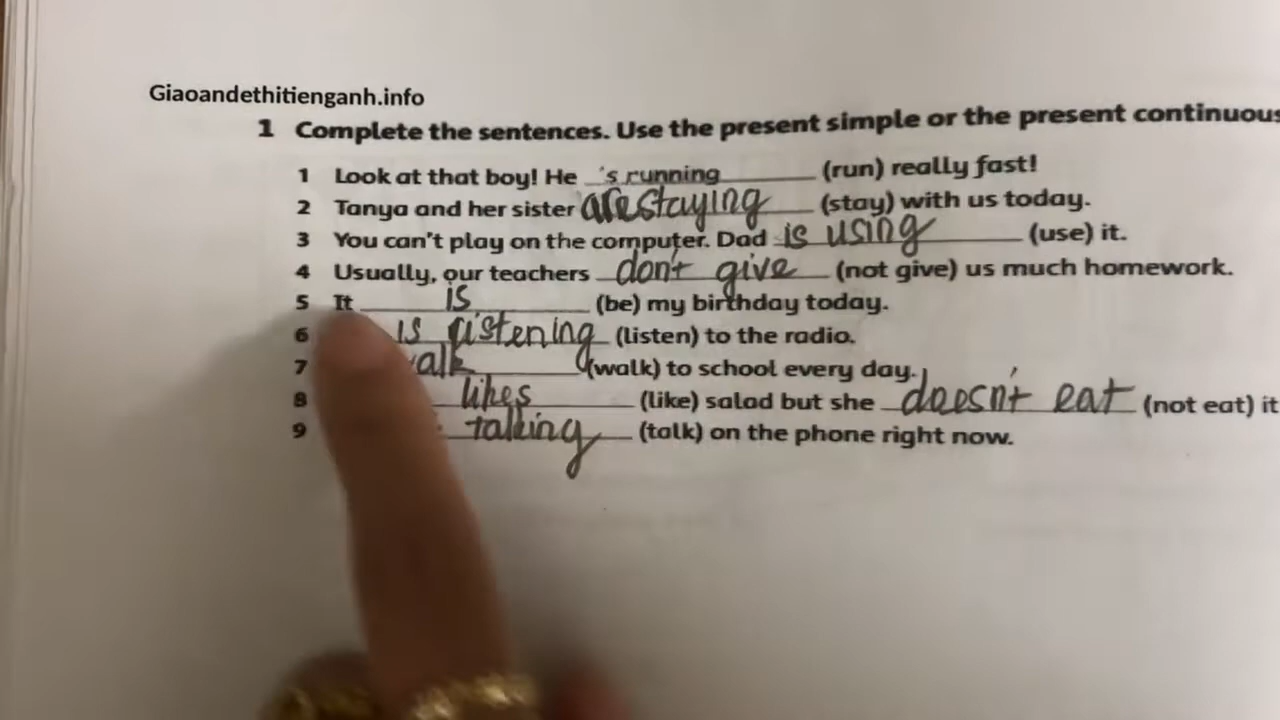 Giaoandethitienganh.info
1 Complete the sentences. Use the present simple or the present continuous
1 Look at that boy! He 's running (run) really fast!
2 Tanya and her sister are staying (stay) with us today.
3 You can't play on the computer. Dad is using (use) it.
4 Usually, our teachers don't give (not give) us much homework.
5 It is (be) my birthday today.
6 is listening (listen) to the radio.
7 walk (walk) to school every day.
8 likes (like) salad but she doesn't eat (not eat) it
9 talking (talk) on the phone right now.